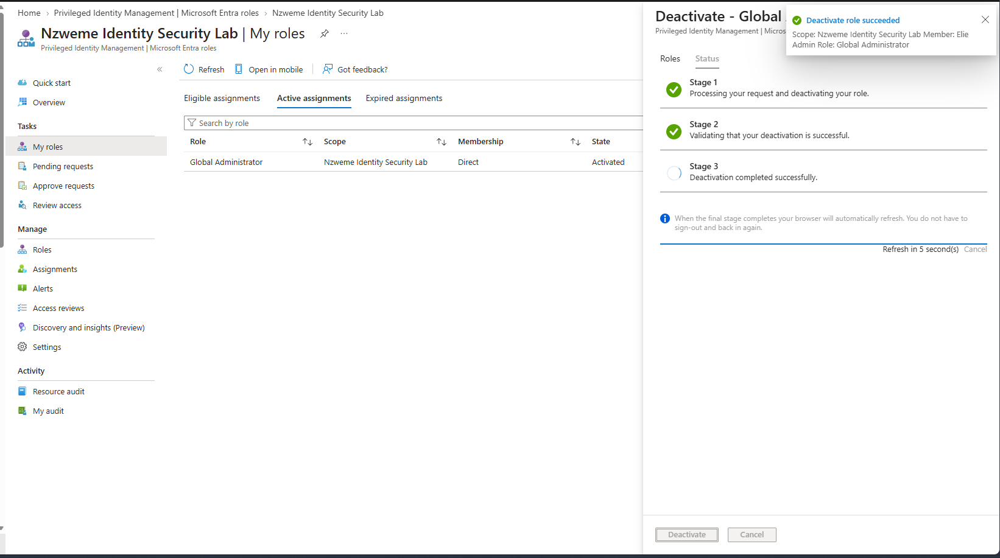 Home > Privileged Identity Management | Microsoft Entra roles > Nzweme Identity Security Lab
Nzweme Identity Security Lab | My roles
Privileged Identity Management | Microsoft Entra roles
Quick start
Overview
Tasks
My roles
Pending requests
Approve requests
Review access
Manage
Roles
Assignments
Alerts
Access reviews
Discovery and insights (Preview)
Settings
Activity
Resource audit
My audit
Refresh Open in mobile Got feedback?
Eligible assignments Active assignments Expired assignments
Search by role
Role Scope Membership State
Global Administrator Nzweme Identity Security Lab Direct Activated
Deactivate - Global
Privileged Identity Management | Micros
Deactivate role succeeded
Scope: Nzweme Identity Security Lab Member: Elie
Admin Role: Global Administrator
Roles Status
Stage 1
Processing your request and deactivating your role.
Stage 2
Validating that your deactivation is successful.
Stage 3
Deactivation completed successfully.
When the final stage completes your browser will automatically refresh. You do not have to
sign-out and back in again.
Refresh in 5 second(s) Cancel
Deactivate Cancel